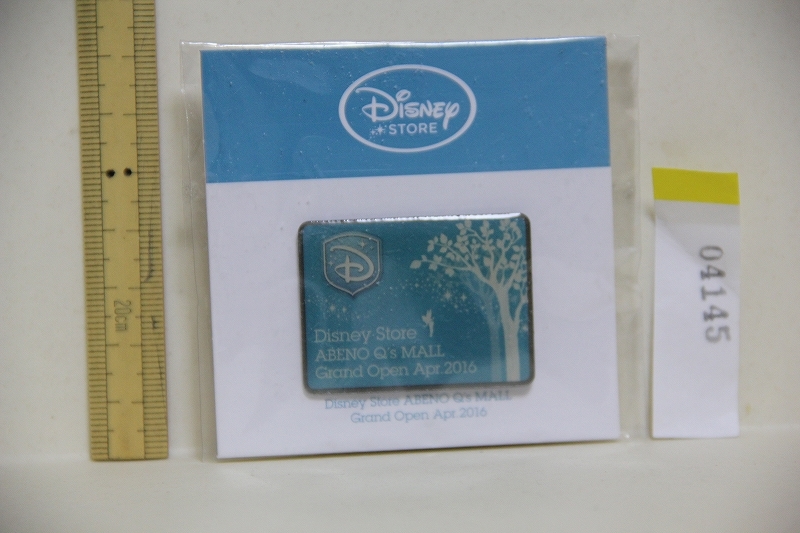 Disney
STORE
D
Disney Store
ABENO Q's MALL
Grand Open Apr.2016
Disney Store ABENO Q's MALL
Grand Open Apr.2016
20cm
04145